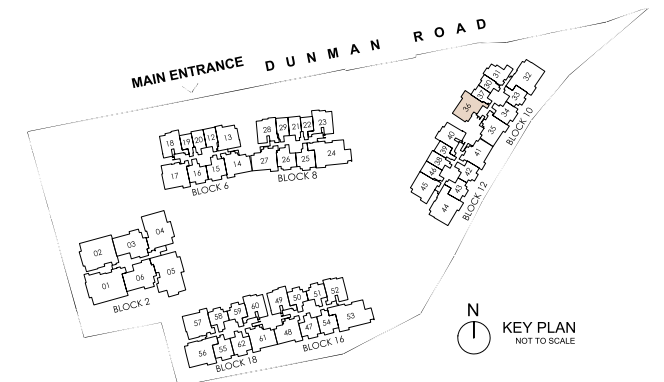 DUNMAN ROAD
MAIN ENTRANCE
18 19 20 12 13
17 16 15 14
BLOCK 6
28 29 21 22 23
27 26 25 24
BLOCK 8
37 30 31 32
36 33
34
35
BLOCK 10
40
39 41
38 42
46 43
45 44
BLOCK 12
02 03 04
01 06 05
BLOCK 2
57 58 59 60
56 55 62 61
BLOCK 18
49 50 51 52
48 47 54 53
BLOCK 16
N
KEY PLAN
NOT TO SCALE